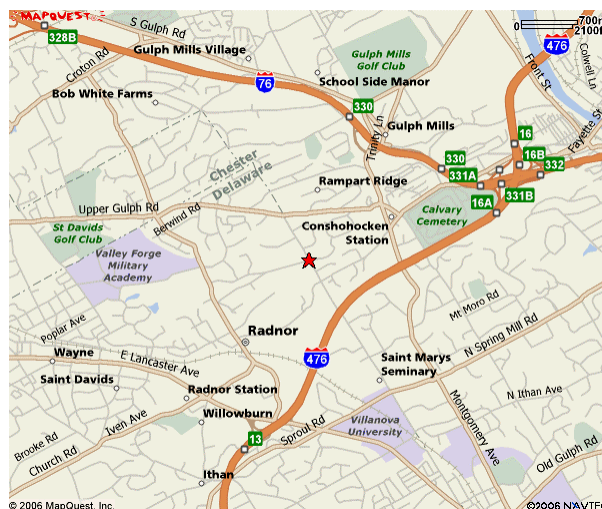 MAPQUEST
700m
2100ft
328B
S Gulph Rd
Gulph Mills Village
Croton Rd
Gulph Mills
Golf Club
476
Front St
Colwell Ln
76
School Side Manor
Bob White Farms
330
Trinity Ln
Gulph Mills
16
Fayette St
16B
330
332
331A
Chester
Delaware
Rampart Ridge
331B
16A
Upper Gulph Rd
Berwind Rd
Conshohocken
Station
Calvary
Cemetery
St Davids
Golf Club
Valley Forge
Military
Academy
Mt Moro Rd
Poplar Ave
Radnor
N Spring Mill Rd
Wayne
E Lancaster Ave
476
Saint Marys
Seminary
Saint Davids
Radnor Station
N Ithan Ave
Willowburn
Iven Ave
Sproul Rd
Villanova
University
Montgomery Ave
13
Brooke Rd
Church Rd
Old Gulph Rd
Ithan
© 2006 MapQuest, Inc.
©2006 NAVTE